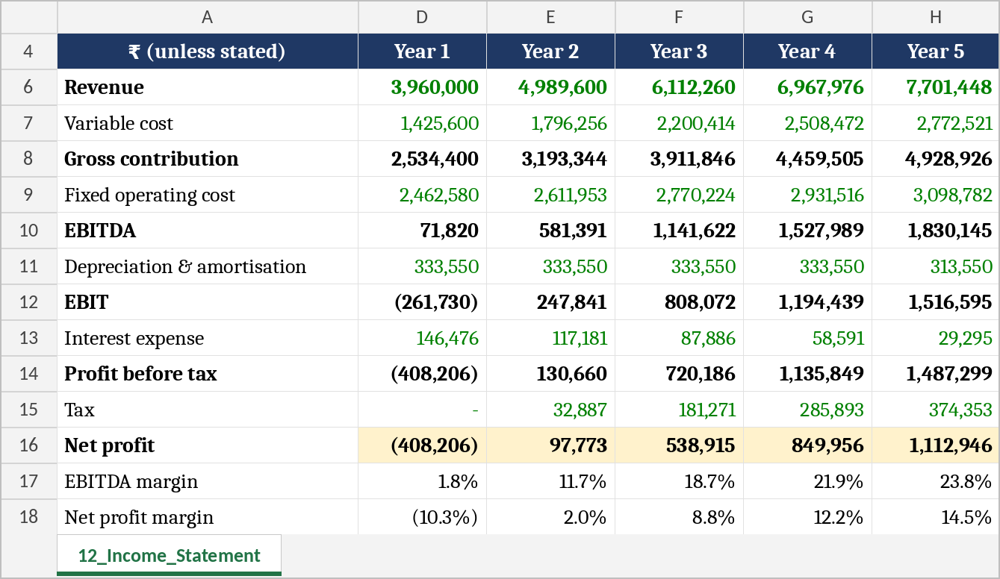 A D E F G H
4 ₹ (unless stated) Year 1 Year 2 Year 3 Year 4 Year 5
6 Revenue 3,960,000 4,989,600 6,112,260 6,967,976 7,701,448
7 Variable cost 1,425,600 1,796,256 2,200,414 2,508,472 2,772,521
8 Gross contribution 2,534,400 3,193,344 3,911,846 4,459,505 4,928,926
9 Fixed operating cost 2,462,580 2,611,953 2,770,224 2,931,516 3,098,782
10 EBITDA 71,820 581,391 1,141,622 1,527,989 1,830,145
11 Depreciation & amortisation 333,550 333,550 333,550 333,550 313,550
12 EBIT (261,730) 247,841 808,072 1,194,439 1,516,595
13 Interest expense 146,476 117,181 87,886 58,591 29,295
14 Profit before tax (408,206) 130,660 720,186 1,135,849 1,487,299
15 Tax - 32,887 181,271 285,893 374,353
16 Net profit (408,206) 97,773 538,915 849,956 1,112,946
17 EBITDA margin 1.8% 11.7% 18.7% 21.9% 23.8%
18 Net profit margin (10.3%) 2.0% 8.8% 12.2% 14.5%
12_Income_Statement